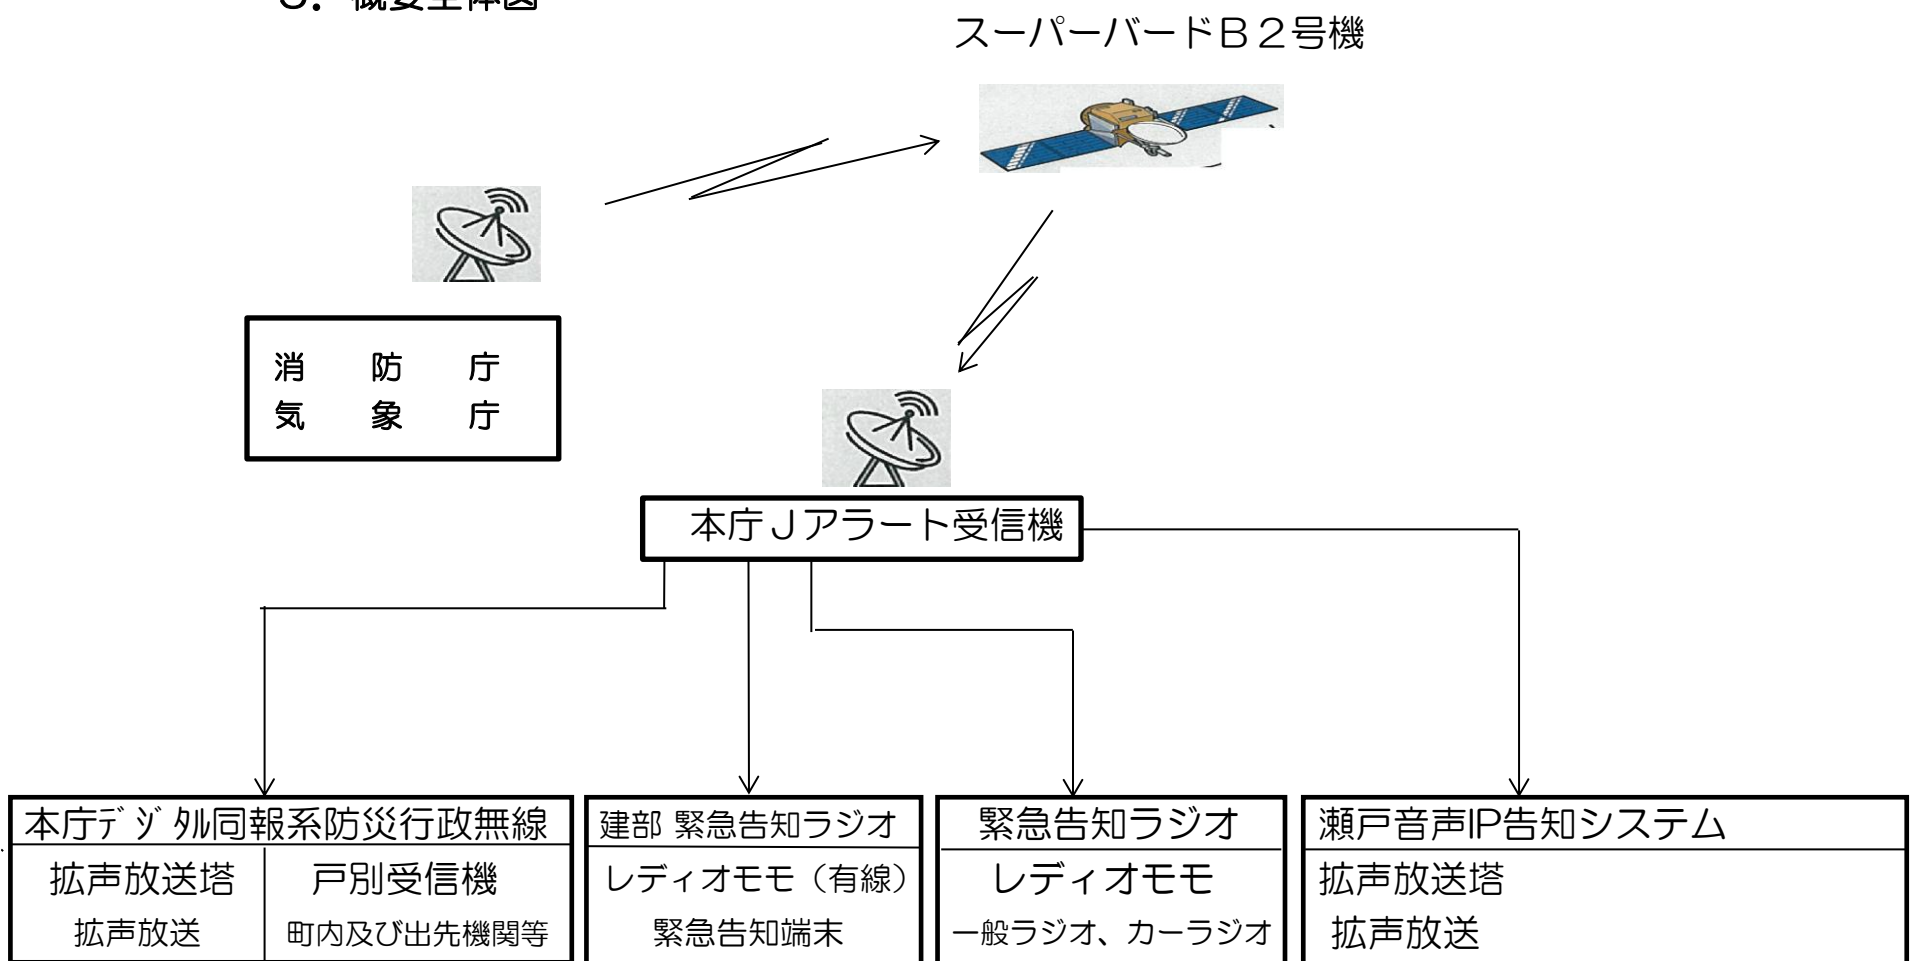 概要全体図
スーパーバードＢ２号機
消 防 庁
気 象 庁
本庁Ｊアラート受信機
本庁ﾃﾞｼﾞﾀﾙ同報系防災行政無線
拡声放送塔
拡声放送
戸別受信機
町内及び出先機関等
建部 緊急告知ラジオ
レディオモモ（有線）
緊急告知端末
緊急告知ラジオ
レディオモモ
一般ラジオ、カーラジオ
瀬戸音声IP告知システム
拡声放送塔
拡声放送